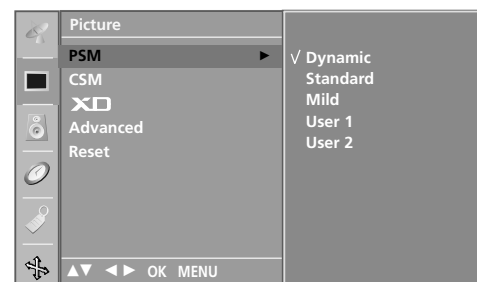 Picture
PSM ►
CSM
XD
Advanced
Reset
▲▼ ◄► OK MENU
√ Dynamic
Standard
Mild
User 1
User 2